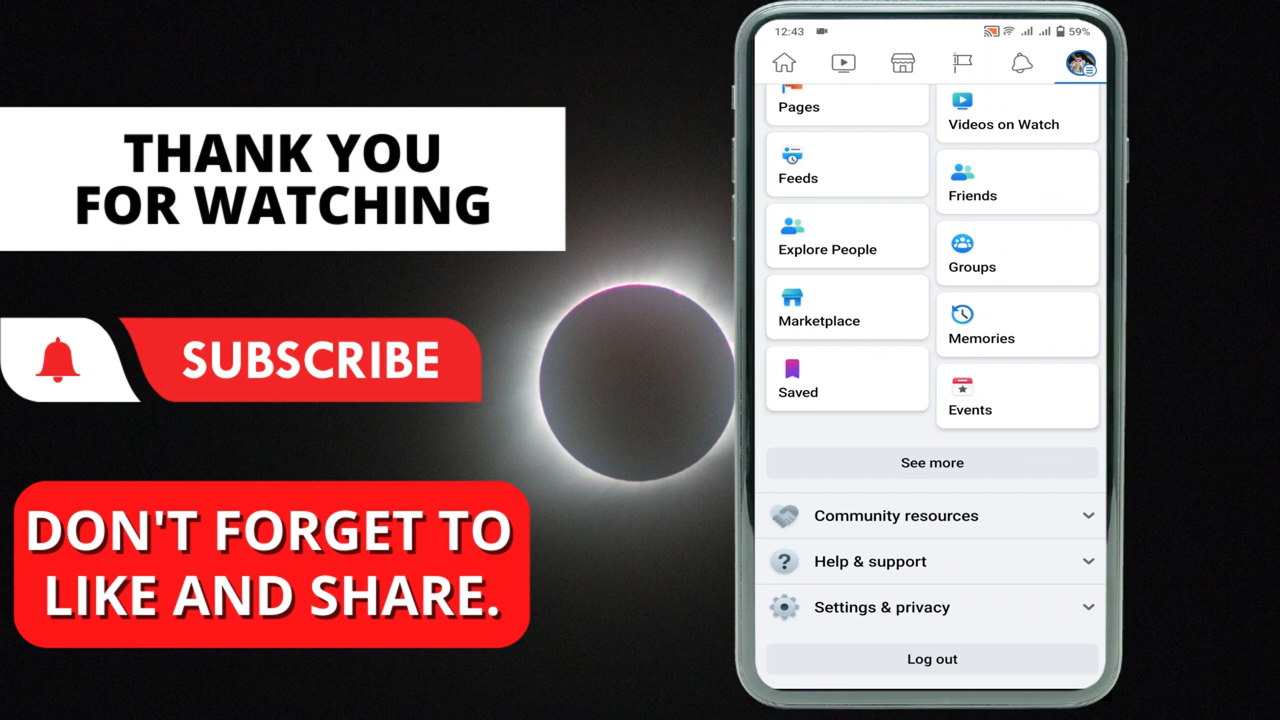 THANK YOU
FOR WATCHING
SUBSCRIBE
DON'T FORGET TO
LIKE AND SHARE.
12:43
59%
Pages
Videos on Watch
Feeds
Friends
Explore People
Groups
Marketplace
Memories
Saved
Events
See more
Community resources
Help & support
Settings & privacy
Log out